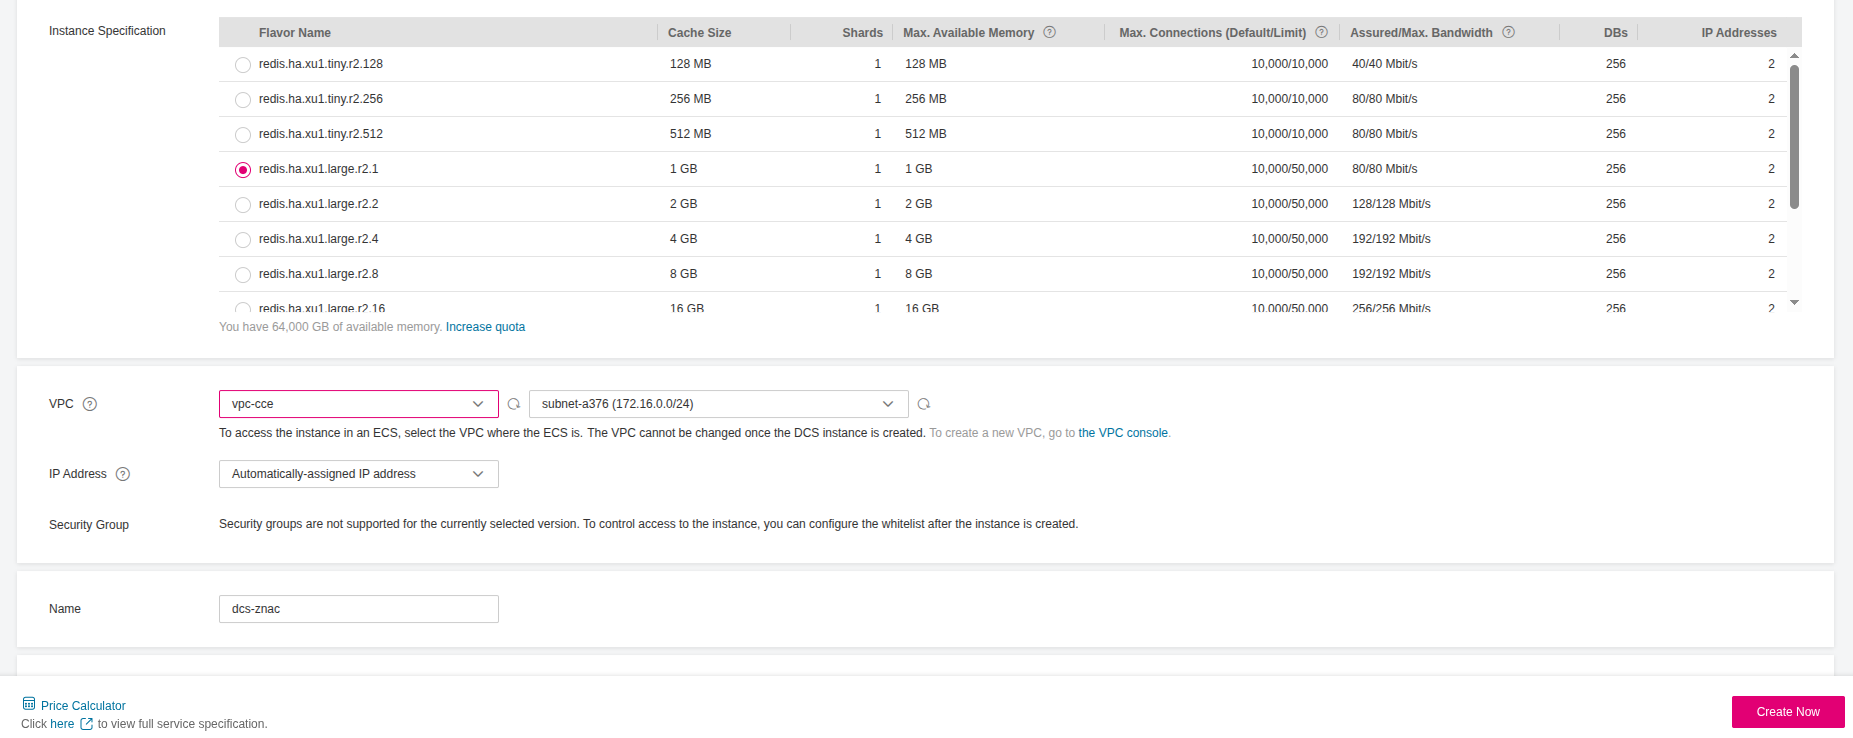 Instance Specification
Flavor Name Cache Size Shards Max. Available Memory Max. Connections (Default/Limit) Assured/Max. Bandwidth DBs IP Addresses
redis.ha.xu1.tiny.r2.128 128 MB 1 128 MB 10,000/10,000 40/40 Mbit/s 256 2
redis.ha.xu1.tiny.r2.256 256 MB 1 256 MB 10,000/10,000 80/80 Mbit/s 256 2
redis.ha.xu1.tiny.r2.512 512 MB 1 512 MB 10,000/10,000 80/80 Mbit/s 256 2
redis.ha.xu1.large.r2.1 1 GB 1 1 GB 10,000/50,000 80/80 Mbit/s 256 2
redis.ha.xu1.large.r2.2 2 GB 1 2 GB 10,000/50,000 128/128 Mbit/s 256 2
redis.ha.xu1.large.r2.4 4 GB 1 4 GB 10,000/50,000 192/192 Mbit/s 256 2
redis.ha.xu1.large.r2.8 8 GB 1 8 GB 10,000/50,000 192/192 Mbit/s 256 2
redis.ha.xu1.large.r2.16 16 GB 1 16 GB 10,000/50,000 256/256 Mbit/s 256 2
You have 64,000 GB of available memory. Increase quota
VPC vpc-cce subnet-a376 (172.16.0.0/24)
To access the instance in an ECS, select the VPC where the ECS is. The VPC cannot be changed once the DCS instance is created. To create a new VPC, go to the VPC console.
IP Address Automatically-assigned IP address
Security Group Security groups are not supported for the currently selected version. To control access to the instance, you can configure the whitelist after the instance is created.
Name dcs-znac
Price Calculator
Click here to view full service specification.
Create Now